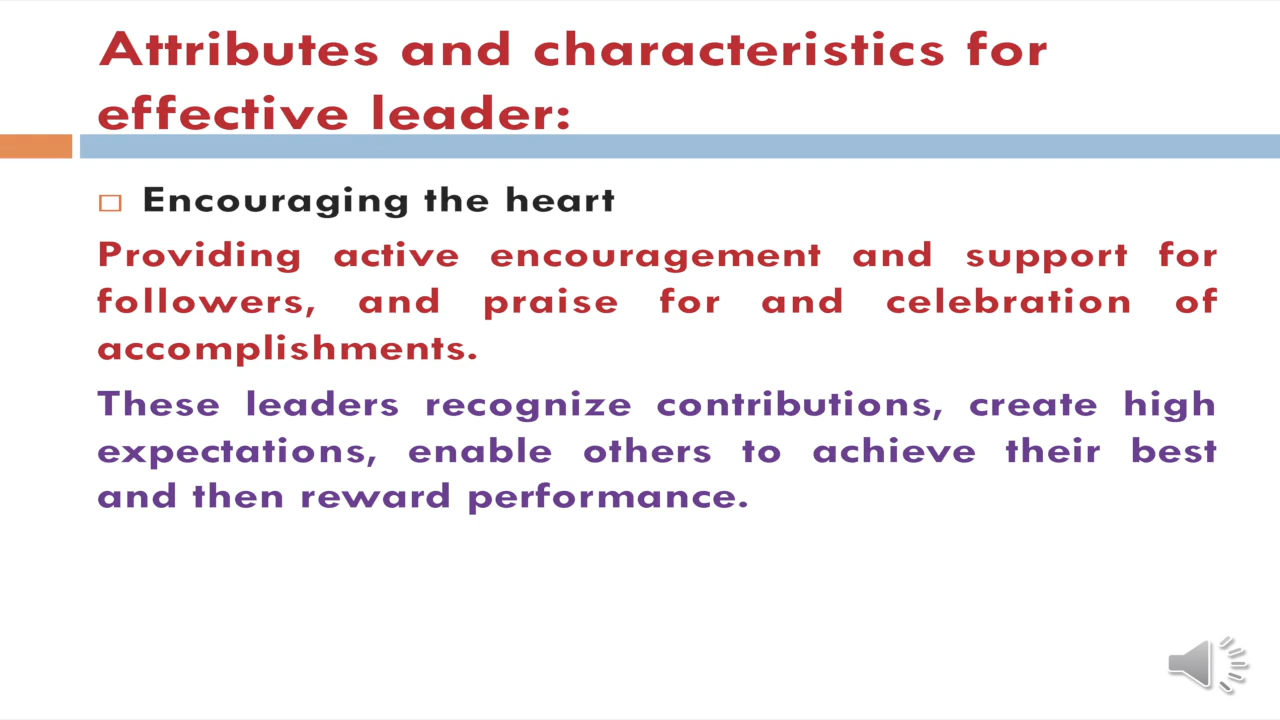 Attributes and characteristics for
effective leader:
Encouraging the heart
Providing active encouragement and support for
followers, and praise for and celebration of
accomplishments.
These leaders recognize contributions, create high
expectations, enable others to achieve their best
and then reward performance.